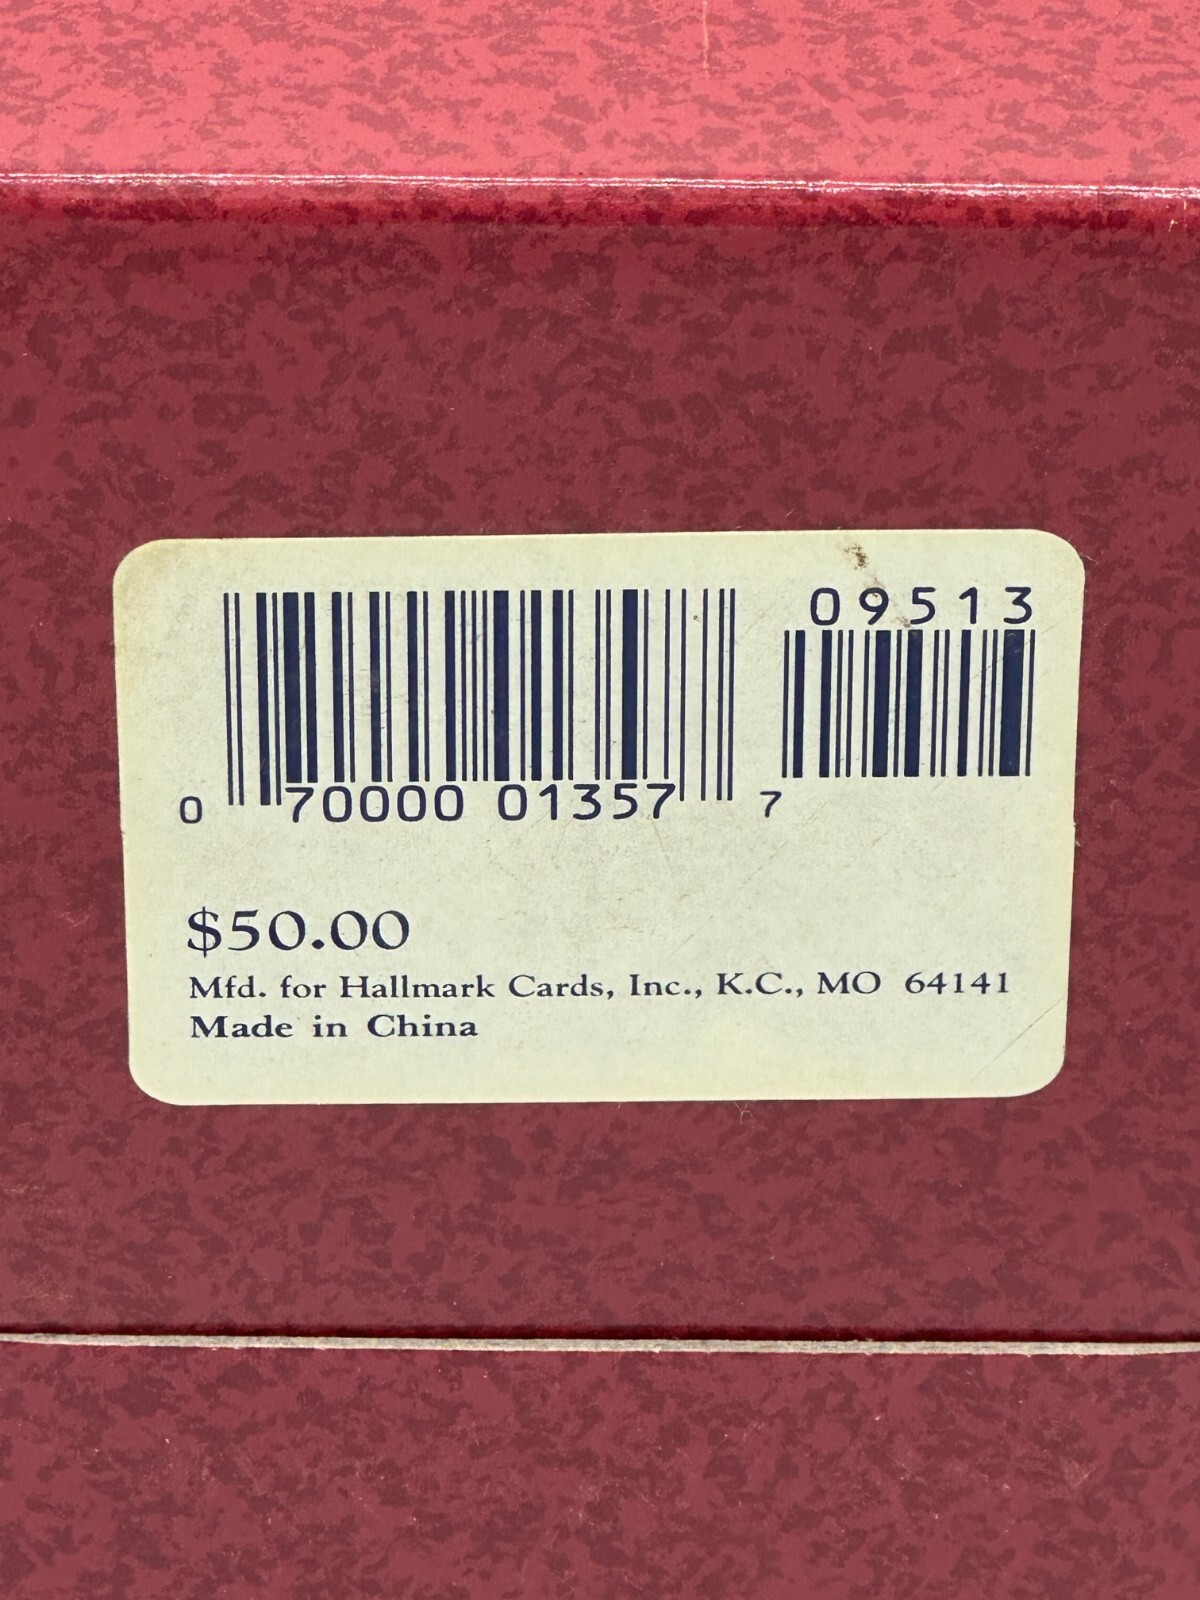 09513
0 70000 01357 7
$50.00
Mfd. for Hallmark Cards, Inc., K.C., MO 64141
Made in China